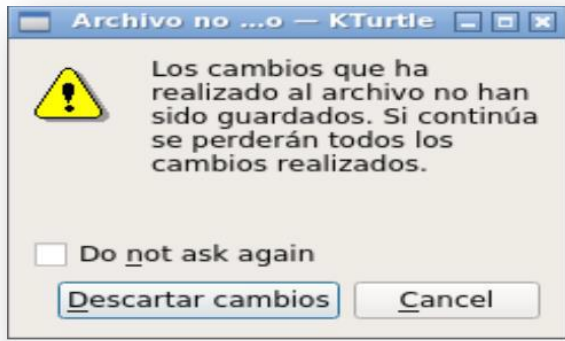 Archivo no ...o — KTurtle
Los cambios que ha
realizado al archivo no han
sido guardados. Si continúa
se perderán todos los
cambios realizados.
Do not ask again
Descartar cambios Cancel